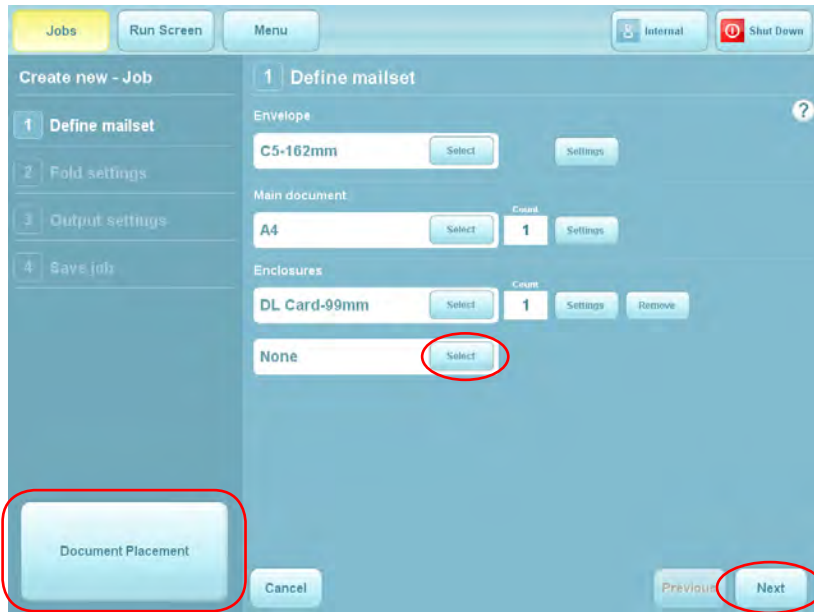 Jobs Run Screen Menu Internal Shut Down
Create new - Job
1 Define mailset
2 Fold settings
3 Output settings
4 Save job
Document Placement
1 Define mailset
?
Envelope
C5-162mm Select Settings
Main document
Count
A4 Select 1 Settings
Enclosures
Count
DL Card-99mm Select 1 Settings Remove
None Select
Cancel Previous Next